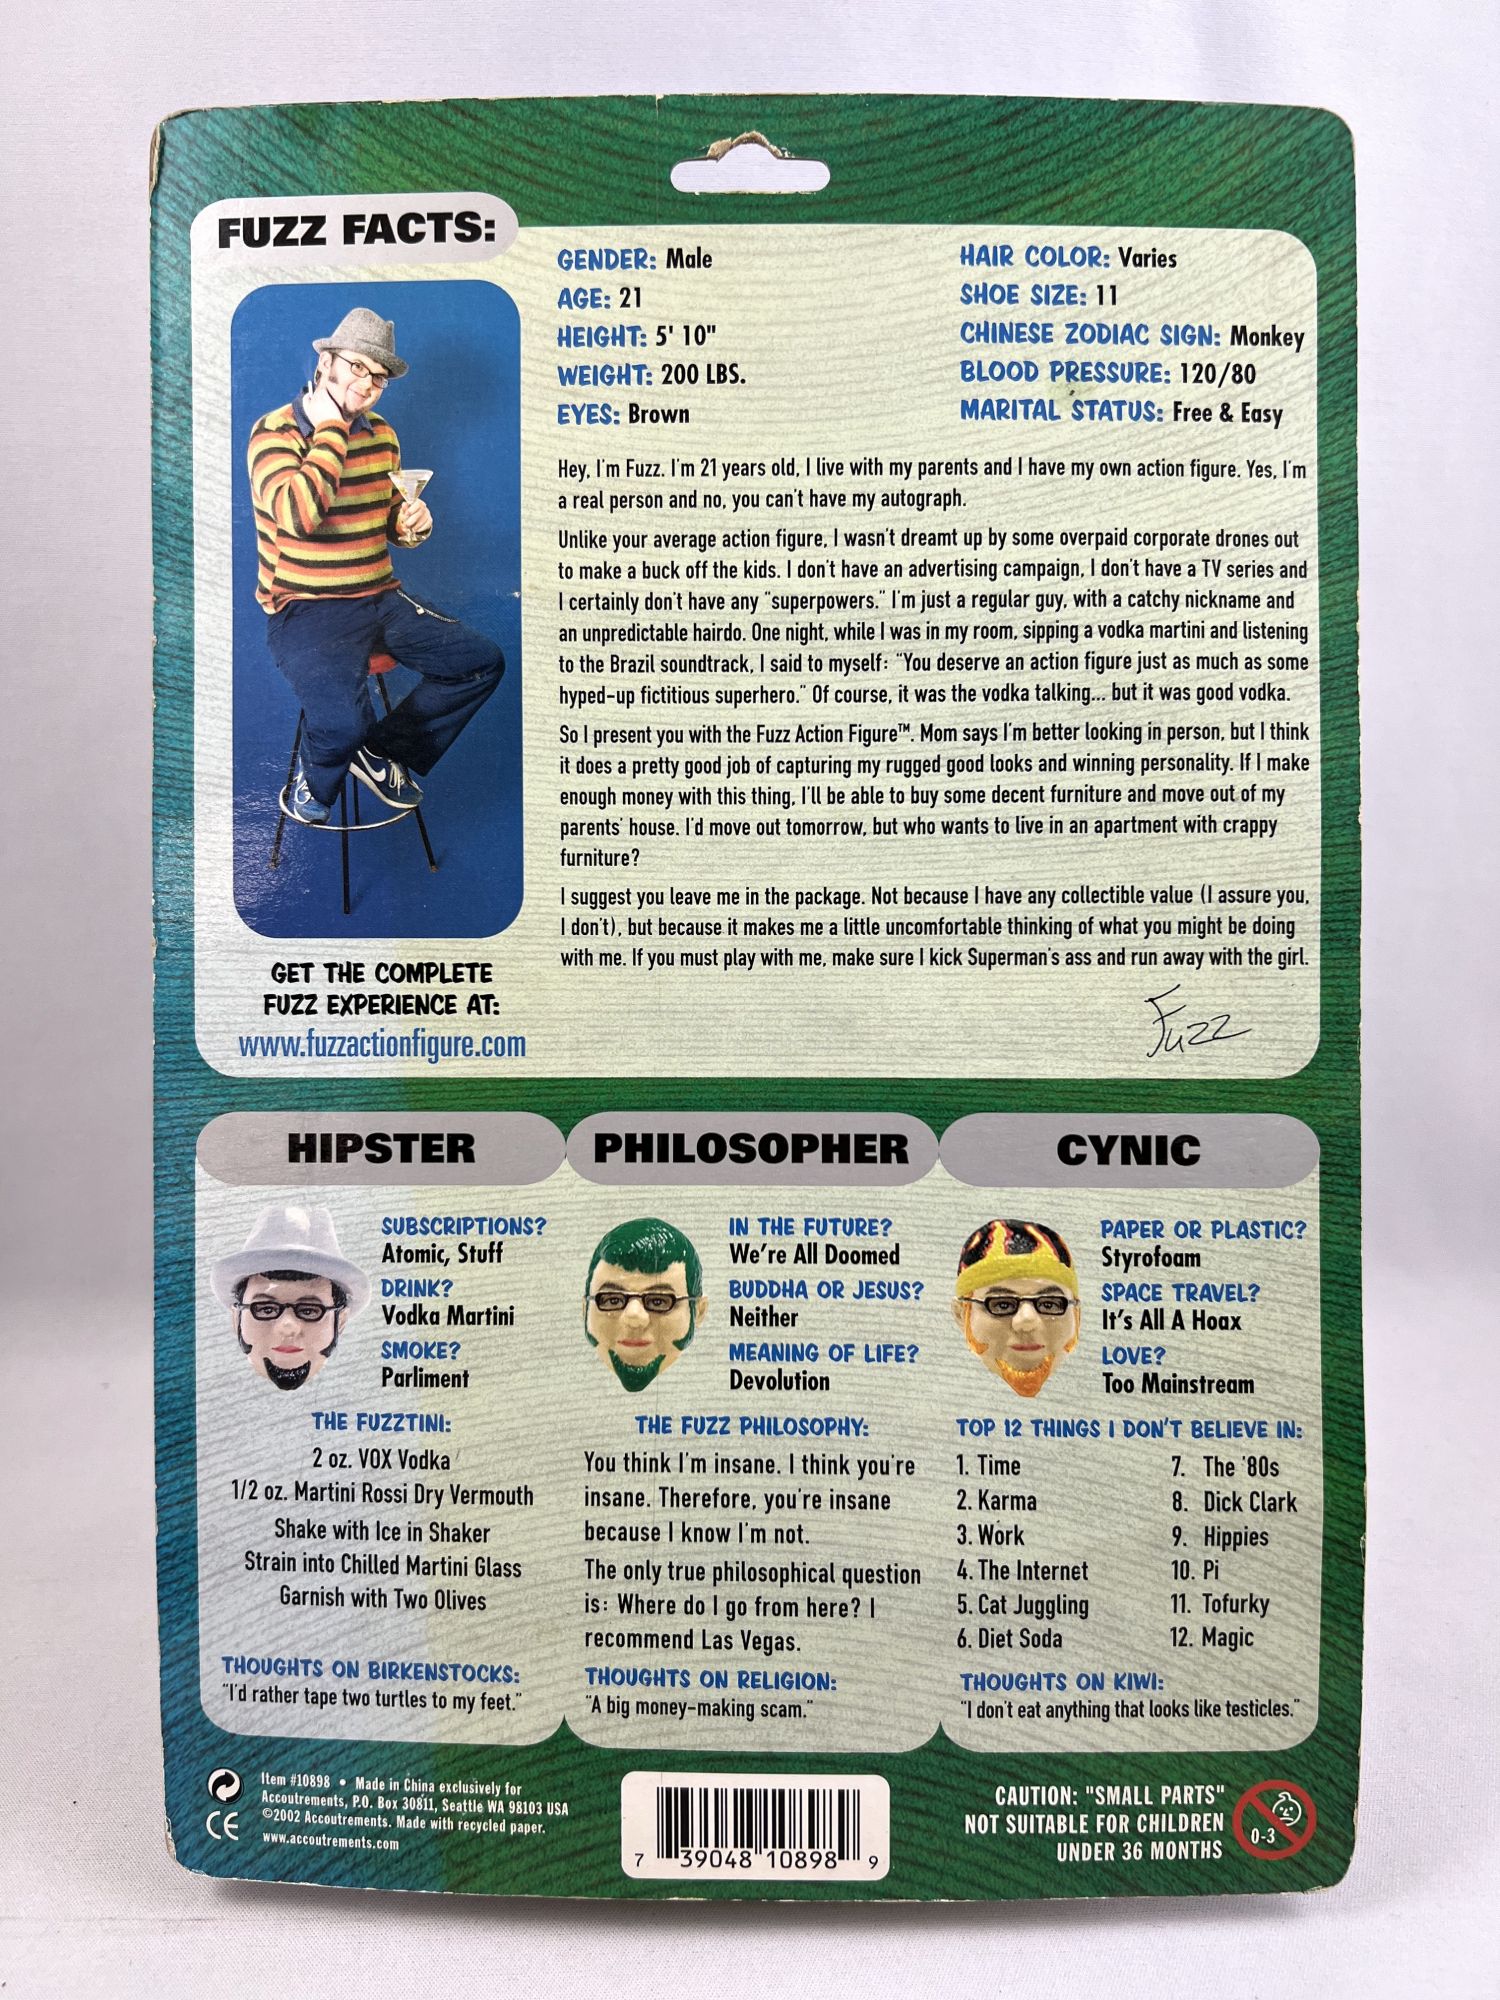 FUZZ FACTS:
GENDER: Male
AGE: 21
HEIGHT: 5' 10"
WEIGHT: 200 LBS.
EYES: Brown
HAIR COLOR: Varies
SHOE SIZE: 11
CHINESE ZODIAC SIGN: Monkey
BLOOD PRESSURE: 120/80
MARITAL STATUS: Free & Easy
Hey, I'm Fuzz. I'm 21 years old, I live with my parents and I have my own action figure. Yes, I'm
a real person and no, you can't have my autograph.
Unlike your average action figure, I wasn't dreamt up by some overpaid corporate drones out
to make a buck off the kids. I don't have an advertising campaign, I don't have a TV series and
I certainly don't have any "superpowers." I'm just a regular guy, with a catchy nickname and
an unpredictable hairdo. One night, while I was in my room, sipping a vodka martini and listening
to the Brazil soundtrack, I said to myself: "You deserve an action figure just as much as some
hyped-up fictitious superhero." Of course, it was the vodka talking... but it was good vodka.
So I present you with the Fuzz Action Figure™. Mom says I'm better looking in person, but I think
it does a pretty good job of capturing my rugged good looks and winning personality. If I make
enough money with this thing, I'll be able to buy some decent furniture and move out of my
parents' house. I'd move out tomorrow, but who wants to live in an apartment with crappy
furniture?
I suggest you leave me in the package. Not because I have any collectible value (I assure you,
I don't), but because it makes me a little uncomfortable thinking of what you might be doing
with me. If you must play with me, make sure I kick Superman's ass and run away with the girl.
Fuzz
GET THE COMPLETE
FUZZ EXPERIENCE AT:
www.fuzzactionfigure.com
HIPSTER
SUBSCRIPTIONS?
Atomic, Stuff
DRINK?
Vodka Martini
SMOKE?
Parliment
THE FUZZTINI:
2 oz. VOX Vodka
1/2 oz. Martini Rossi Dry Vermouth
Shake with Ice in Shaker
Strain into Chilled Martini Glass
Garnish with Two Olives
THOUGHTS ON BIRKENSTOCKS:
"I'd rather tape two turtles to my feet."
PHILOSOPHER
IN THE FUTURE?
We're All Doomed
BUDDHA OR JESUS?
Neither
MEANING OF LIFE?
Devolution
THE FUZZ PHILOSOPHY:
You think I'm insane. I think you're
insane. Therefore, you're insane
because I know I'm not.
The only true philosophical question
is: Where do I go from here? I
recommend Las Vegas.
THOUGHTS ON RELIGION:
"A big money-making scam."
CYNIC
PAPER OR PLASTIC?
Styrofoam
SPACE TRAVEL?
It's All A Hoax
LOVE?
Too Mainstream
TOP 12 THINGS I DON'T BELIEVE IN:
1. Time
2. Karma
3. Work
4. The Internet
5. Cat Juggling
6. Diet Soda
7. The '80s
8. Dick Clark
9. Hippies
10. Pi
11. Tofurky
12. Magic
THOUGHTS ON KIWI:
"I don't eat anything that looks like testicles."
CE
Item #10898 • Made in China exclusively for
Accoutrements, P.O. Box 30811, Seattle WA 98103 USA
©2002 Accoutrements. Made with recycled paper.
www.accoutrements.com
7 39048 10898 9
CAUTION: "SMALL PARTS"
NOT SUITABLE FOR CHILDREN
UNDER 36 MONTHS
0-3